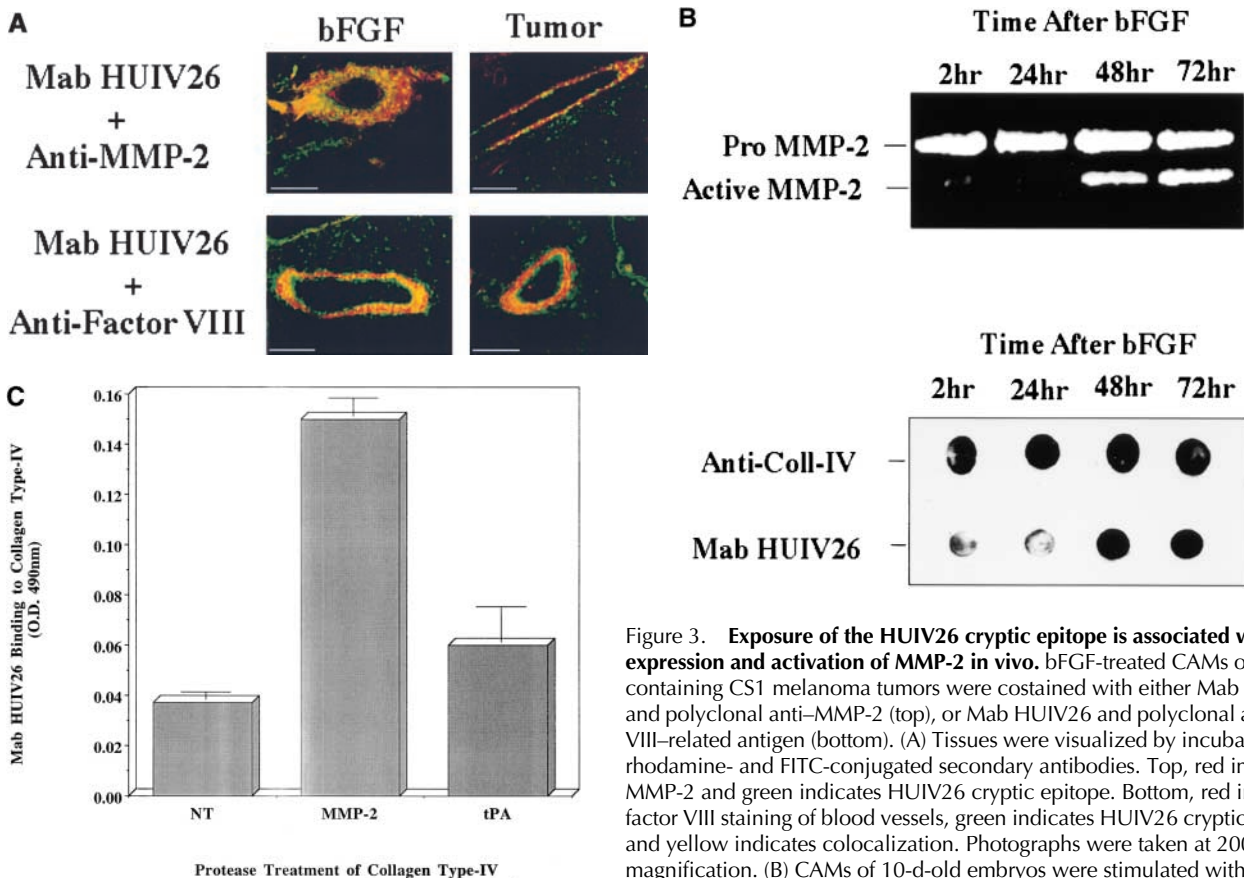 A
bFGF Tumor
Mab HUIV26
+
Anti-MMP-2
Mab HUIV26
+
Anti-Factor VIII
B
Time After bFGF
2hr 24hr 48hr 72hr
Pro MMP-2
Active MMP-2
Time After bFGF
2hr 24hr 48hr 72hr
Anti-Coll-IV
Mab HUIV26
C
Mab HUIV26 Binding to Collagen Type-IV
(O.D. 490nm)
0.16
0.14
0.12
0.10
0.08
0.06
0.04
0.02
0.00
NT MMP-2 tPA
Protease Treatment of Collagen Type-IV
Figure 3. Exposure of the HUIV26 cryptic epitope is associated w
expression and activation of MMP-2 in vivo. bFGF-treated CAMs o
containing CS1 melanoma tumors were costained with either Mab
and polyclonal anti–MMP-2 (top), or Mab HUIV26 and polyclonal a
VIII–related antigen (bottom). (A) Tissues were visualized by incuba
rhodamine- and FITC-conjugated secondary antibodies. Top, red in
MMP-2 and green indicates HUIV26 cryptic epitope. Bottom, red in
factor VIII staining of blood vessels, green indicates HUIV26 cryptic
and yellow indicates colocalization. Photographs were taken at 200
magnification. (B) CAMs of 10-d-old embryos were stimulated with